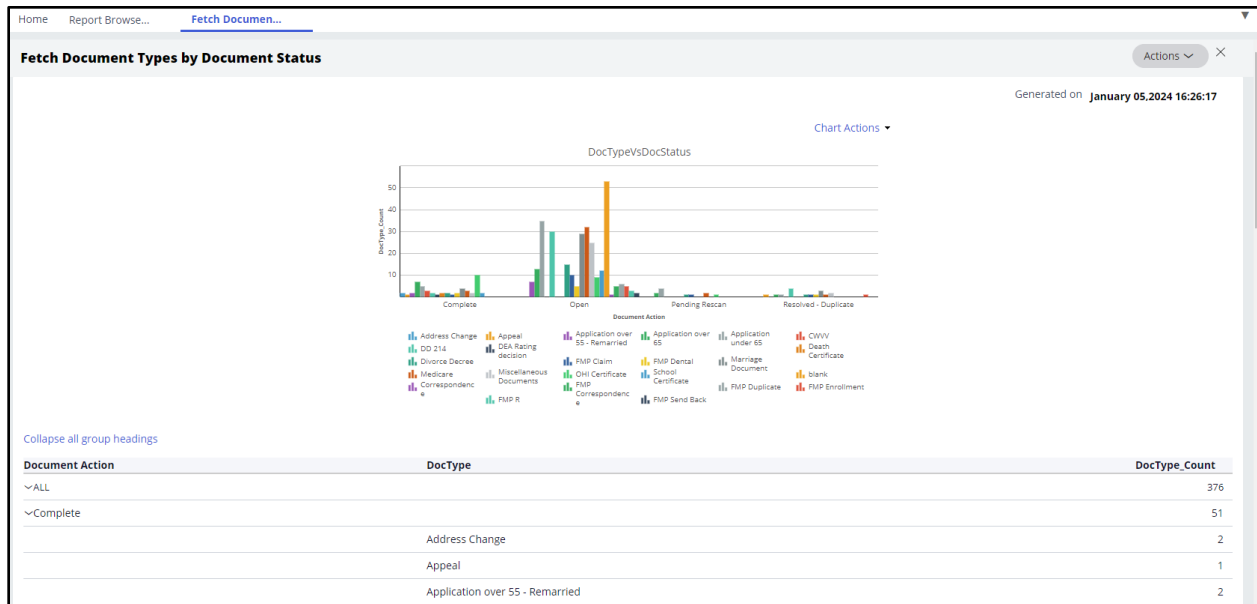 Home Report Browse... Fetch Documen...
Fetch Document Types by Document Status
Actions
Generated on January 05,2024 16:26:17
Chart Actions
DocTypeVsDocStatus
DocType_Count
50
40
30
20
10
Complete Open Pending Rescan Resolved - Duplicate
Document Action
Address Change Appeal Application over 55 - Remarried Application over 65 Application under 65 CWVV
DD 214 DEA Rating decision Death Certificate
Divorce Decree FMP Claim FMP Dental Marriage Document
Medicare Miscellaneous Documents OHI Certificate School Certificate blank
Correspondenc
e
FMP R FMP
Correspondenc
e
FMP Send Back FMP Duplicate FMP Enrollment
Collapse all group headings
Document Action DocType DocType_Count
ALL 376
Complete 51
Address Change 2
Appeal 1
Application over 55 - Remarried 2